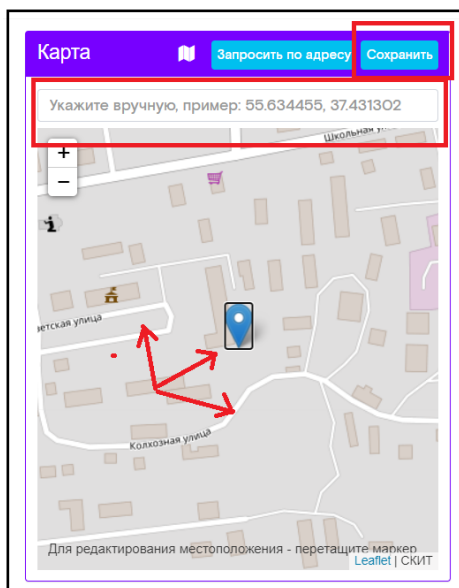 Карта
Запросить по адресу
Сохранить
Укажите вручную, пример: 55.634455, 37.431302
Школьная
+
−
етская улица
Колхозная улица
Для редактирования местоположения - перетащите маркер
Leaflet | СКИТ